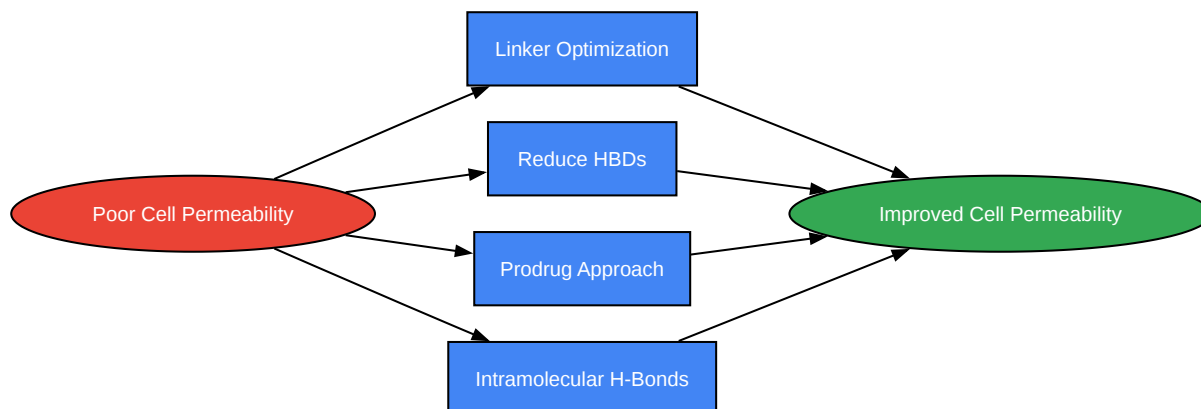 Linker Optimization
Reduce HBDs
Poor Cell Permeability
Improved Cell Permeability
Prodrug Approach
Intramolecular H-Bonds